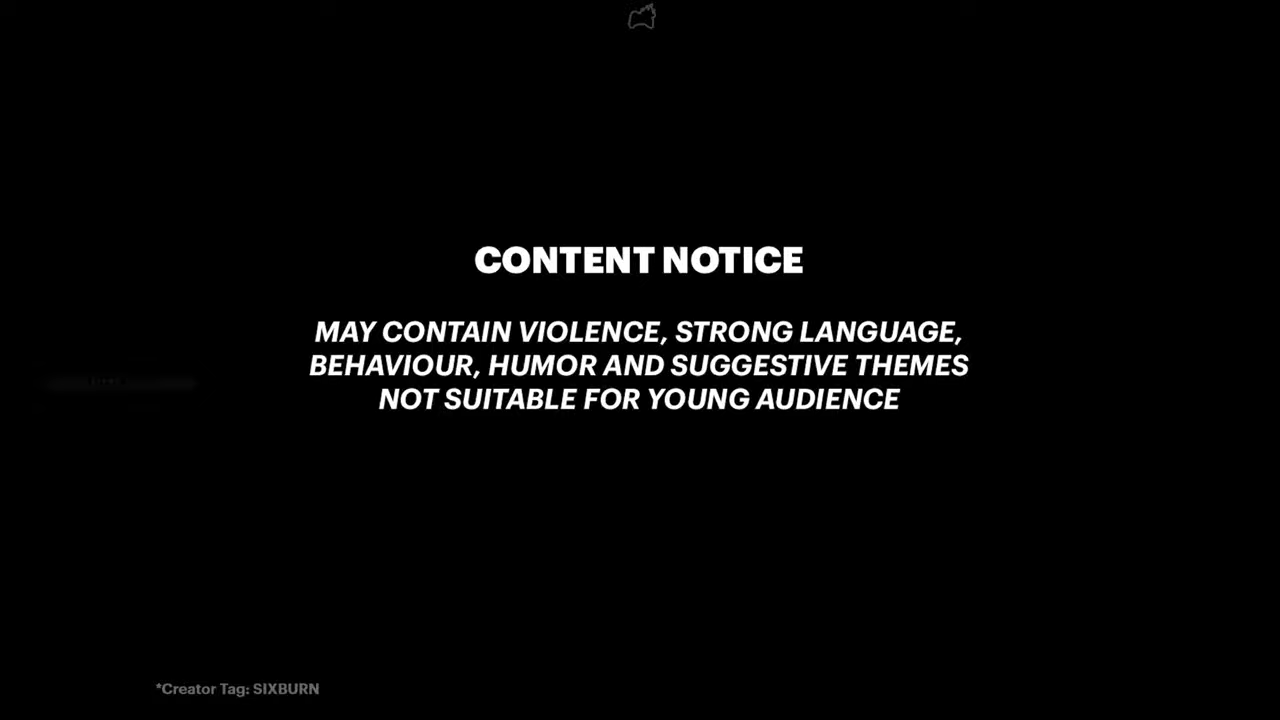 CONTENT NOTICE
MAY CONTAIN VIOLENCE, STRONG LANGUAGE,
BEHAVIOUR, HUMOR AND SUGGESTIVE THEMES
NOT SUITABLE FOR YOUNG AUDIENCE
*Creator Tag: SIXBURN